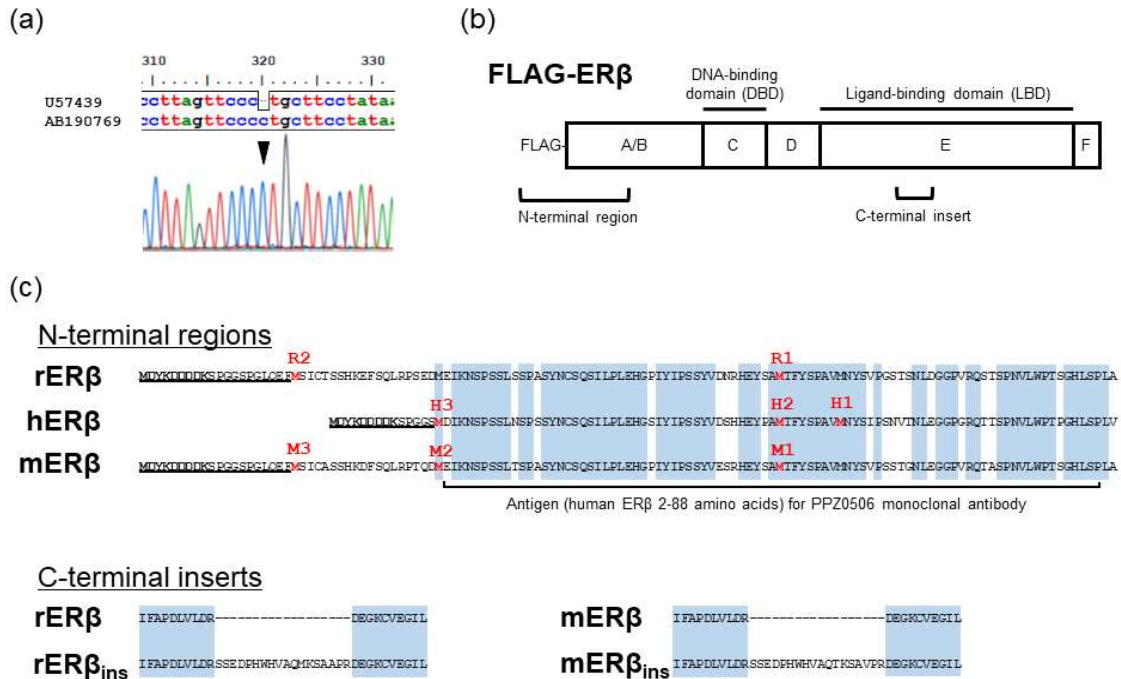 (a)
310 320 330
U57439 ccttagttccc-tgcttcctata
AB190769 ccttagttcccctgcttcctata
(b)
FLAG-ERβ
DNA-binding
domain (DBD)
Ligand-binding domain (LBD)
FLAG- A/B C D E F
N-terminal region
C-terminal insert
(c)
N-terminal regions
R2 R1
rERβ MDYKDDDDKSPGGSPGLQEFMSICTSSHKEFSQLRPSEDMEIKNSPSSLSSPASYNCSQSILPLEHGPIYIPSSYVDNRHEYSAMTFYSPAVMNYSVPGSTSNLDGGPVRQSTSPNVLWPTSGHLSPLA
H3 H2 H1
hERβ MDYKDDDDKSPGGSMDIKNSPSSLNSPSSYNCSQSILPLEHGSIYIPSSYVDSHHEYPAMTFYSPAVMNYSIPSNVTNLEGGPGRQTTSPNVLWPTPGHLSPLV
M3 M2 M1
mERβ MDYKDDDDKSPGGSPGLQEFMSICASSHKDFSQLRPTQDMEIKNSPSSLTSPASYNCSQSILPLEHGPIYIPSSYVESRHEYSAMTFYSPAVMNYSVPSSTGNLEGGPVRQTASPNVLWPTSGHLSPLA
Antigen (human ERβ 2-88 amino acids) for PPZ0506 monoclonal antibody
C-terminal inserts
rERβ IFAPDLVLDR------------------DEGKCVEGIL
rERβins IFAPDLVLDRSSEDPHWHVAQMKSAAPRDEGKCVEGIL
mERβ IFAPDLVLDR------------------DEGKCVEGIL
mERβins IFAPDLVLDRSSEDPHWHVAQTKSAVPRDEGKCVEGIL